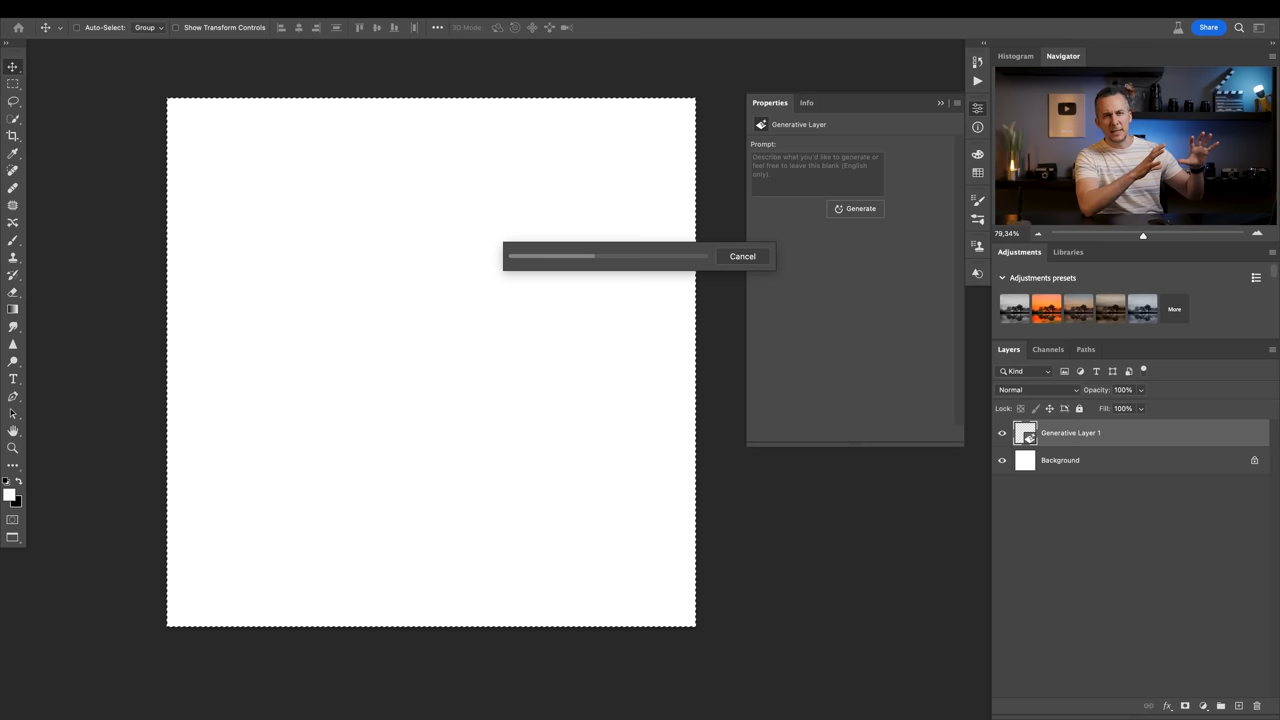 Auto-Select:
Group
Show Transform Controls
3D Mode:
Share
Histogram
Navigator
Properties
Info
Generative Layer
Prompt:
Describe what you'd like to generate or
feel free to leave this blank (English
only)
Generate
Cancel
79,34%
Adjustments
Libraries
Adjustments presets
More
Layers
Channels
Paths
Kind
Normal
Opacity:
100%
Lock:
Fill:
100%
Generative Layer 1
Background
fx